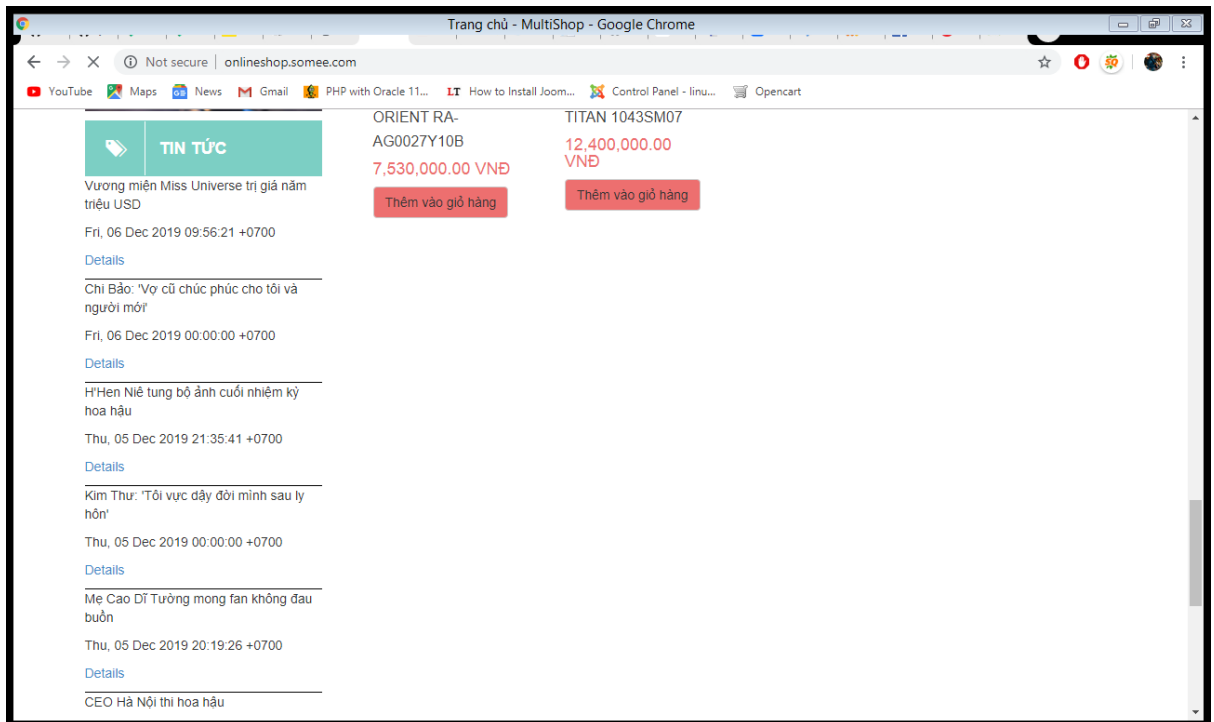 Trang chủ - MultiShop - Google Chrome
Not secure | onlineshop.somee.com
YouTube Maps News Gmail PHP with Oracle 11... LT How to Install Joom... Control Panel - linu... Opencart
TIN TỨC
Vương miện Miss Universe trị giá năm
triệu USD
Fri, 06 Dec 2019 09:56:21 +0700
Details
Chi Bảo: 'Vợ cũ chúc phúc cho tôi và
người mới'
Fri, 06 Dec 2019 00:00:00 +0700
Details
H'Hen Niê tung bộ ảnh cuối nhiệm kỳ
hoa hậu
Thu, 05 Dec 2019 21:35:41 +0700
Details
Kim Thư: 'Tôi vực dậy đời mình sau ly
hôn'
Thu, 05 Dec 2019 00:00:00 +0700
Details
Mẹ Cao Dĩ Tường mong fan không đau
buồn
Thu, 05 Dec 2019 20:19:26 +0700
Details
CEO Hà Nội thi hoa hậu
ORIENT RA-
AG0027Y10B
7,530,000.00 VNĐ
Thêm vào giỏ hàng
TITAN 1043SM07
12,400,000.00
VNĐ
Thêm vào giỏ hàng